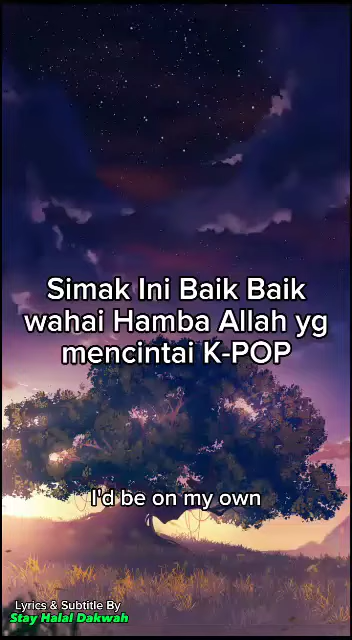 Simak Ini Baik Baik
wahai Hamba Allah yg
mencintai K-POP
I'd be on my own
Lyrics & Subtitle By
Stay Halal Dakwah